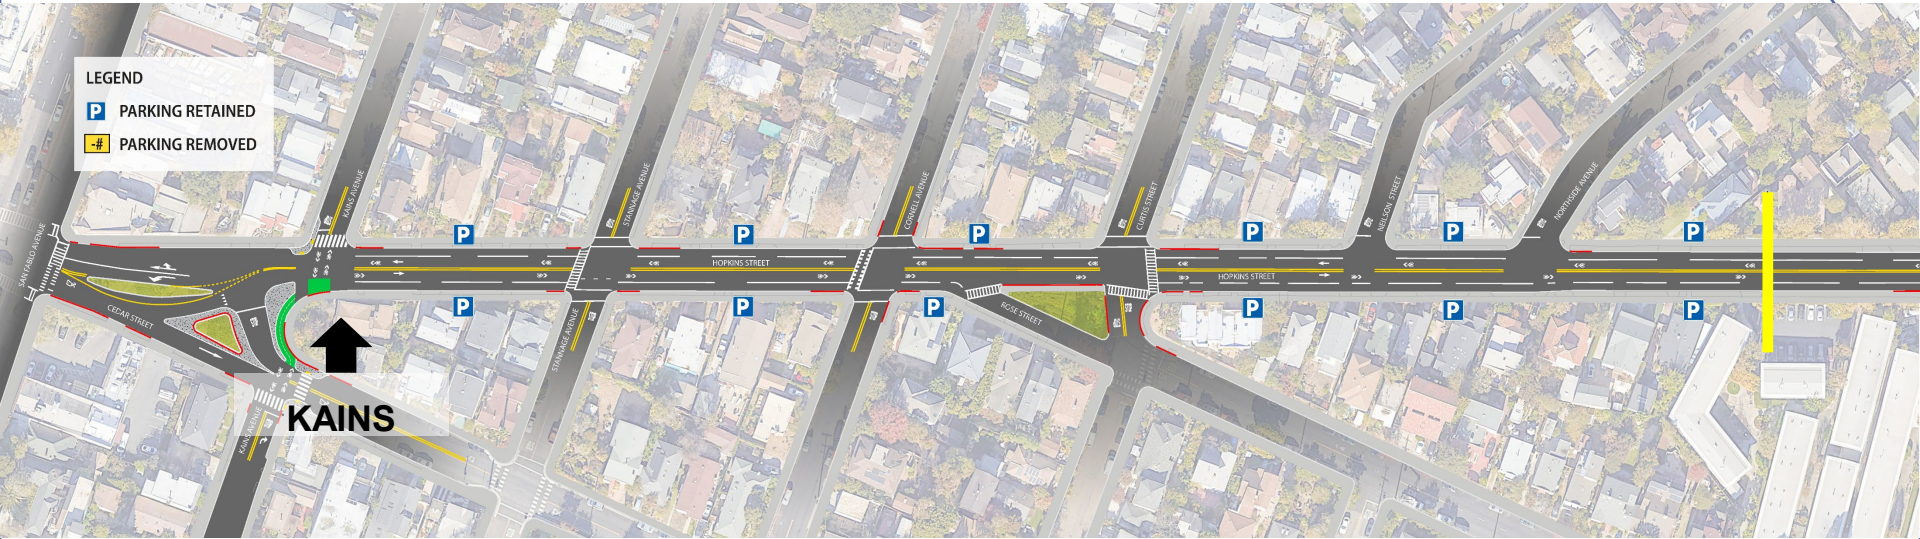 LEGEND
P PARKING RETAINED
-# PARKING REMOVED
SAN PABLO AVENUE
KAINS AVENUE
STANNAGE AVENUE
CORNELL AVENUE
CURTIS STREET
NEILSON STREET
NORTHSIDE AVENUE
P
P
P
P
P
P
HOPKINS STREET
HOPKINS STREET
P
P
P
P
P
P
CEDAR STREET
ROSE STREET
STANNAGE AVENUE
KAINS AVENUE
KAINS